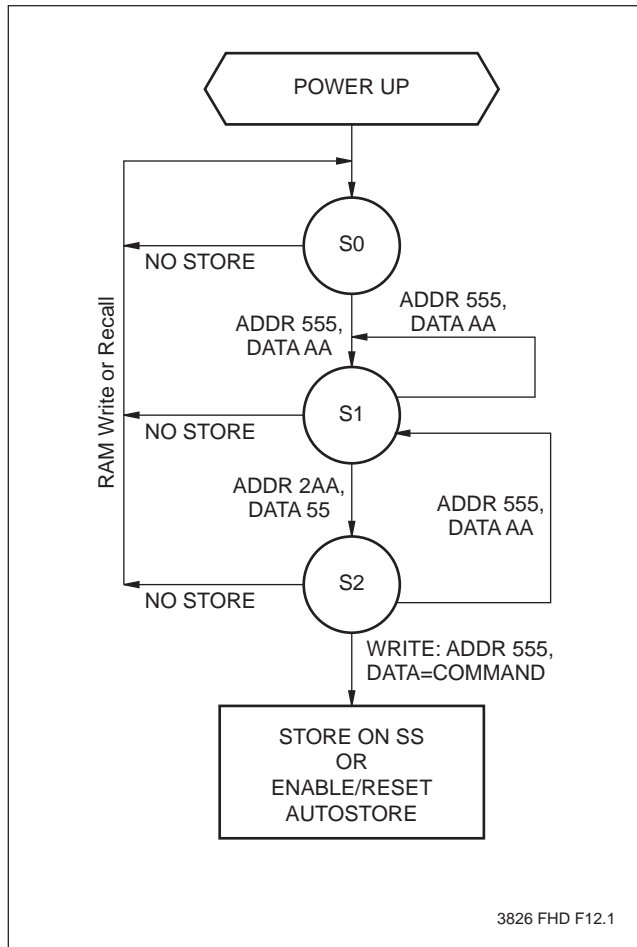 POWER UP
S0
NO STORE
ADDR 555,
DATA AA
ADDR 555,
DATA AA
RAM Write or Recall
S1
NO STORE
ADDR 2AA,
DATA 55
ADDR 555,
DATA AA
S2
NO STORE
WRITE: ADDR 555,
DATA=COMMAND
STORE ON SS
OR
ENABLE/RESET
AUTOSTORE
3826 FHD F12.1